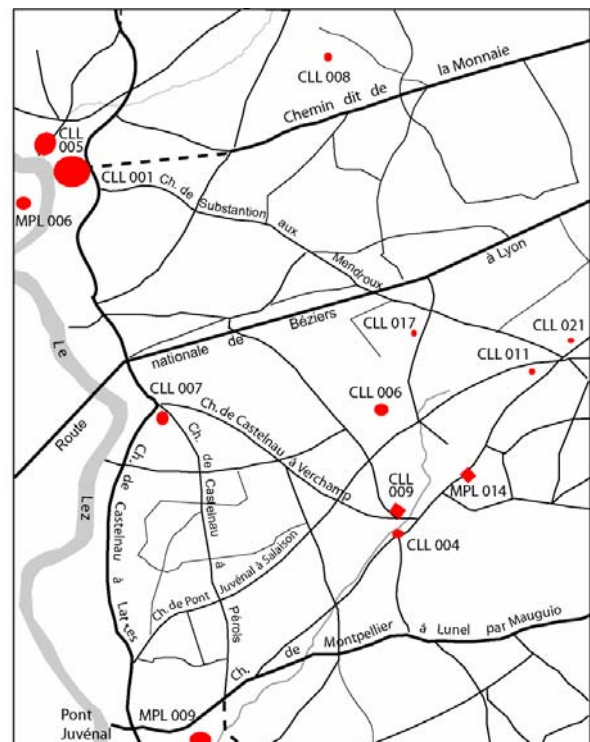 CLL 008
Chemin dit de la Monnaie
CLL 005
CLL 001
MPL 006
Ch. de Substantion aux Mendroux
Route nationale de Béziers à Lyon
CLL 017
CLL 021
CLL 011
CLL 007
CLL 006
Ch. de Castelnau à Verchamp
CLL 009
MPL 014
CLL 004
Le Lez
Ch. de Castelnau à
Ch. de Castelnau à Pérois
Ch. de Pont Juvénal à Salaison
Ch. de Montpellier à Lunel par Mauguio
Pont Juvénal
MPL 009